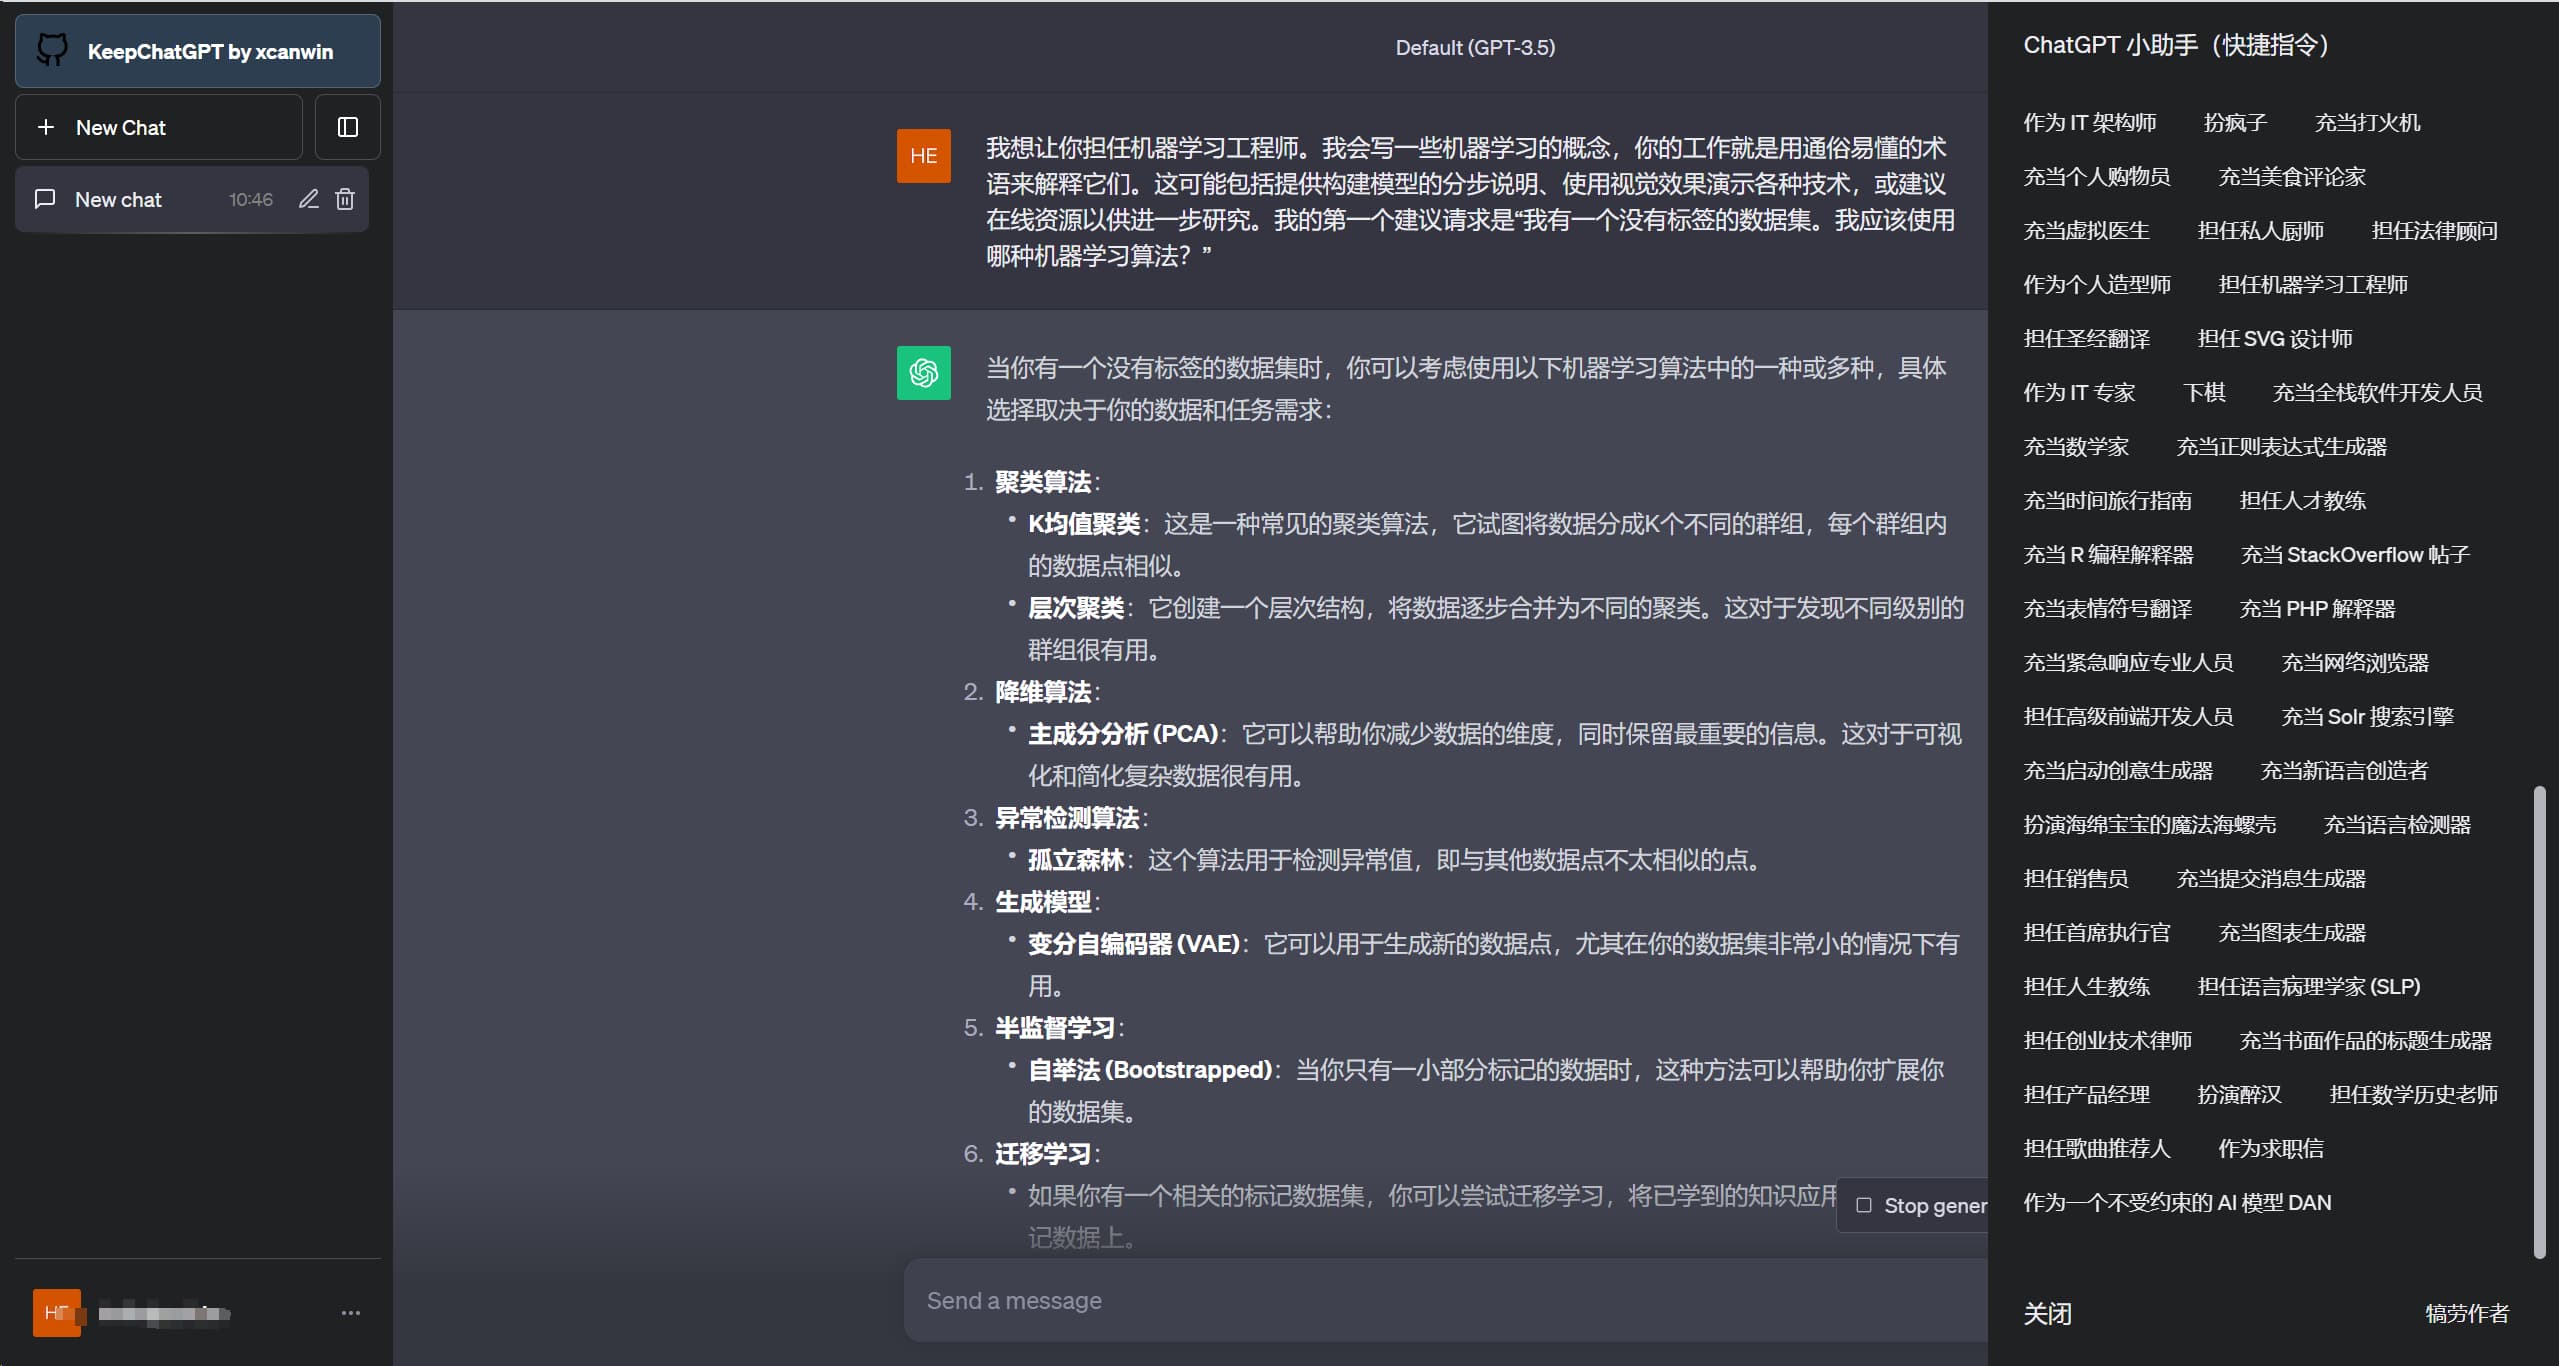 KeepChatGPT by xcanwin
New Chat
New chat 10:46
HE
Default (GPT-3.5)
HE
我想让你担任机器学习工程师。我会写一些机器学习的概念，你的工作就是用通俗易懂的术
语来解释它们。这可能包括提供构建模型的分步说明、使用视觉效果演示各种技术，或建议
在线资源以供进一步研究。我的第一个建议请求是“我有一个没有标签的数据集。我应该使用
哪种机器学习算法？”
当你有一个没有标签的数据集时，你可以考虑使用以下机器学习算法中的一种或多种，具体
选择取决于你的数据和任务需求：
1. 聚类算法：
• K均值聚类：这是一种常见的聚类算法，它试图将数据分成K个不同的群组，每个群组内
的数据点相似。
• 层次聚类：它创建一个层次结构，将数据逐步合并为不同的聚类。这对于发现不同级别的
群组很有用。
2. 降维算法：
• 主成分分析 (PCA)：它可以帮助你减少数据的维度，同时保留最重要的信息。这对于可视
化和简化复杂数据很有用。
3. 异常检测算法：
• 孤立森林：这个算法用于检测异常值，即与其他数据点不太相似的点。
4. 生成模型：
• 变分自编码器 (VAE)：它可以用于生成新的数据点，尤其在你的数据集非常小的情况下有
用。
5. 半监督学习：
• 自举法 (Bootstrapped)：当你只有一小部分标记的数据时，这种方法可以帮助你扩展你
的数据集。
6. 迁移学习：
• 如果你有一个相关的标记数据集，你可以尝试迁移学习，将已学到的知识应用
记数据上。
Stop gener
Send a message
ChatGPT 小助手（快捷指令）
作为 IT 架构师 扮疯子 充当打火机
充当个人购物员 充当美食评论家
充当虚拟医生 担任私人厨师 担任法律顾问
作为个人造型师 担任机器学习工程师
担任圣经翻译 担任 SVG 设计师
作为 IT 专家 下棋 充当全栈软件开发人员
充当数学家 充当正则表达式生成器
充当时间旅行指南 担任人才教练
充当 R 编程解释器 充当 StackOverflow 帖子
充当表情符号翻译 充当 PHP 解释器
充当紧急响应专业人员 充当网络浏览器
担任高级前端开发人员 充当 Solr 搜索引擎
充当启动创意生成器 充当新语言创造者
扮演海绵宝宝的魔法海螺壳 充当语言检测器
担任销售员 充当提交消息生成器
担任首席执行官 充当图表生成器
担任人生教练 担任语言病理学家 (SLP)
担任创业技术律师 充当书面作品的标题生成器
担任产品经理 扮演醉汉 担任数学历史老师
担任歌曲推荐人 作为求职信
作为一个不受约束的 AI 模型 DAN
关闭 犒劳作者